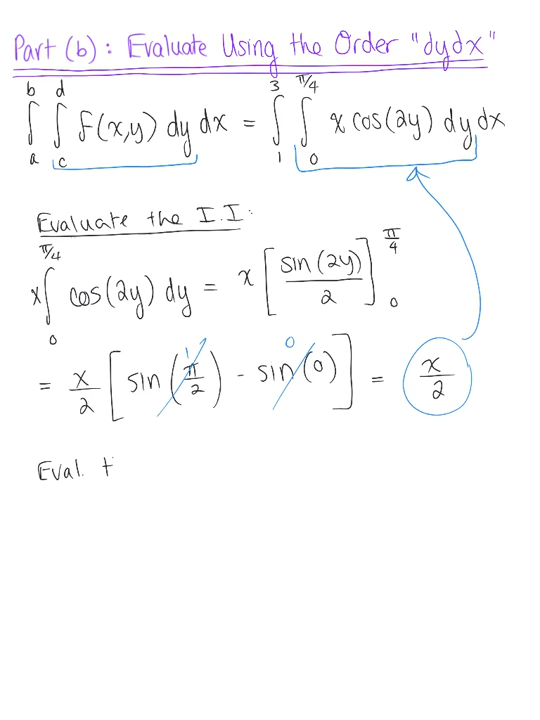 Part (b) : Evaluate Using the Order "dydx"
∫_a^b ∫_c^d f(x,y) dy dx = ∫_1^3 ∫_0^{π/4} x cos(2y) dy dx
Evaluate the I.I:
x ∫_0^{π/4} cos(2y) dy = x [ sin(2y)/2 ]_0^{π/4}
= x/2 [ sin(π/2) 1 - sin(0) 0 ] = x/2
Eval. t